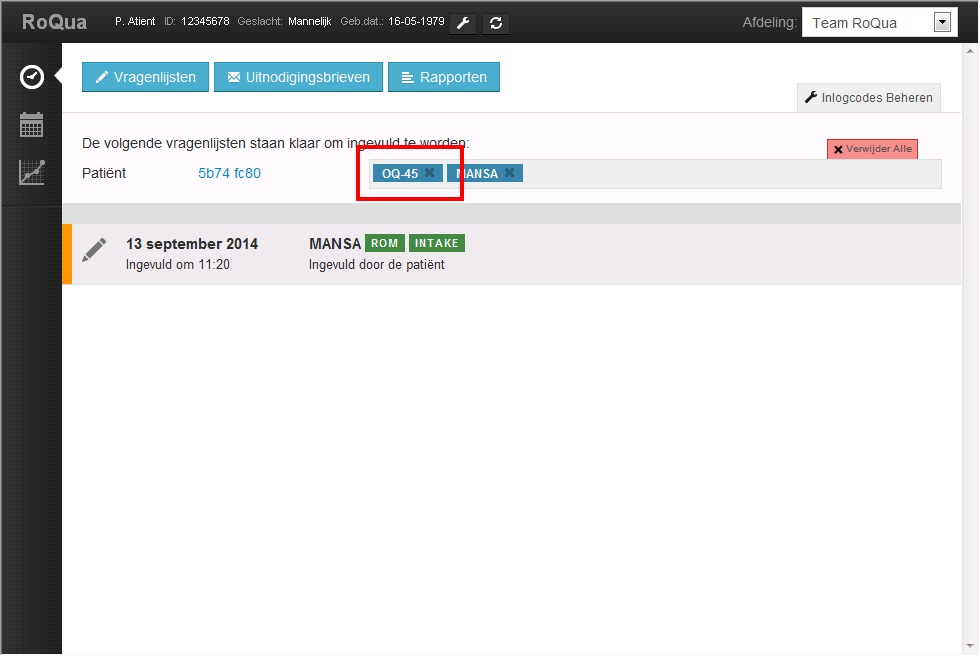 RoQua P. Atient ID: 12345678 Geslacht: Mannelijk Geb.dat.: 16-05-1979 Afdeling: Team RoQua
Vragenlijsten Uitnodigingsbrieven Rapporten
Inlogcodes Beheren
De volgende vragenlijsten staan klaar om ingevuld te worden:
Verwijder Alle
Patiënt 5b74 fc80 OQ-45 MANSA
13 september 2014 MANSA ROM INTAKE
Ingevuld om 11:20 Ingevuld door de patiënt